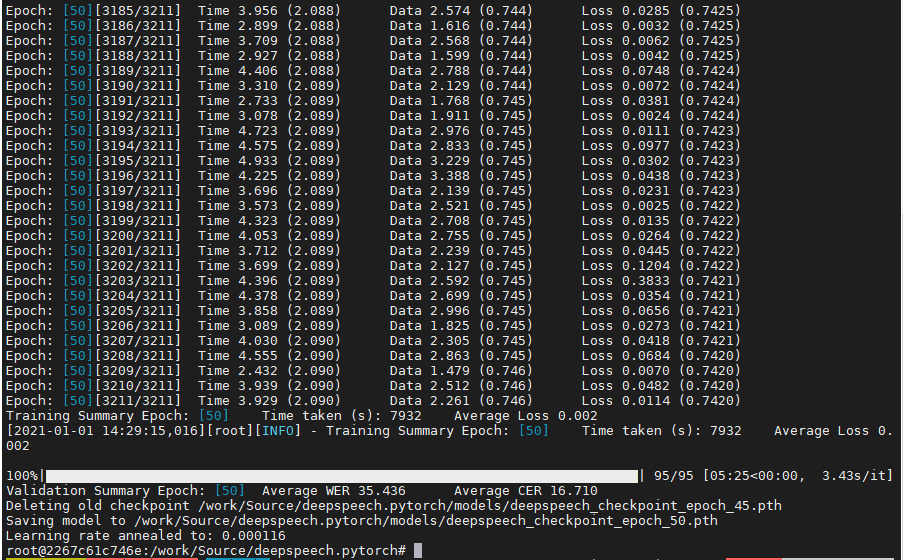 Epoch: [50][3185/3211]  Time 3.956 (2.088)      Data 2.574 (0.744)      Loss 0.0285 (0.7425)
Epoch: [50][3186/3211]  Time 2.899 (2.088)      Data 1.616 (0.744)      Loss 0.0032 (0.7425)
Epoch: [50][3187/3211]  Time 3.709 (2.088)      Data 2.568 (0.744)      Loss 0.0062 (0.7425)
Epoch: [50][3188/3211]  Time 2.927 (2.088)      Data 1.599 (0.744)      Loss 0.0042 (0.7425)
Epoch: [50][3189/3211]  Time 4.406 (2.088)      Data 2.788 (0.744)      Loss 0.0748 (0.7424)
Epoch: [50][3190/3211]  Time 3.310 (2.089)      Data 2.129 (0.744)      Loss 0.0072 (0.7424)
Epoch: [50][3191/3211]  Time 2.733 (2.089)      Data 1.768 (0.745)      Loss 0.0381 (0.7424)
Epoch: [50][3192/3211]  Time 3.078 (2.089)      Data 1.911 (0.745)      Loss 0.0024 (0.7424)
Epoch: [50][3193/3211]  Time 4.723 (2.089)      Data 2.976 (0.745)      Loss 0.0111 (0.7423)
Epoch: [50][3194/3211]  Time 4.575 (2.089)      Data 2.833 (0.745)      Loss 0.0977 (0.7423)
Epoch: [50][3195/3211]  Time 4.933 (2.089)      Data 3.229 (0.745)      Loss 0.0302 (0.7423)
Epoch: [50][3196/3211]  Time 4.225 (2.089)      Data 3.388 (0.745)      Loss 0.0438 (0.7423)
Epoch: [50][3197/3211]  Time 3.696 (2.089)      Data 2.139 (0.745)      Loss 0.0231 (0.7423)
Epoch: [50][3198/3211]  Time 3.573 (2.089)      Data 2.521 (0.745)      Loss 0.0025 (0.7422)
Epoch: [50][3199/3211]  Time 4.323 (2.089)      Data 2.708 (0.745)      Loss 0.0135 (0.7422)
Epoch: [50][3200/3211]  Time 4.053 (2.089)      Data 2.755 (0.745)      Loss 0.0264 (0.7422)
Epoch: [50][3201/3211]  Time 3.712 (2.089)      Data 2.239 (0.745)      Loss 0.0445 (0.7422)
Epoch: [50][3202/3211]  Time 3.699 (2.089)      Data 2.127 (0.745)      Loss 0.1204 (0.7422)
Epoch: [50][3203/3211]  Time 4.396 (2.089)      Data 2.592 (0.745)      Loss 0.3833 (0.7421)
Epoch: [50][3204/3211]  Time 4.378 (2.089)      Data 2.699 (0.745)      Loss 0.0354 (0.7421)
Epoch: [50][3205/3211]  Time 3.858 (2.089)      Data 2.996 (0.745)      Loss 0.0656 (0.7421)
Epoch: [50][3206/3211]  Time 3.089 (2.089)      Data 1.825 (0.745)      Loss 0.0273 (0.7421)
Epoch: [50][3207/3211]  Time 4.030 (2.090)      Data 2.305 (0.745)      Loss 0.0418 (0.7421)
Epoch: [50][3208/3211]  Time 4.555 (2.090)      Data 2.863 (0.745)      Loss 0.0684 (0.7420)
Epoch: [50][3209/3211]  Time 2.432 (2.090)      Data 1.479 (0.746)      Loss 0.0070 (0.7420)
Epoch: [50][3210/3211]  Time 3.939 (2.090)      Data 2.512 (0.746)      Loss 0.0482 (0.7420)
Epoch: [50][3211/3211]  Time 3.929 (2.090)      Data 2.261 (0.746)      Loss 0.0114 (0.7420)
Training Summary Epoch: [50]    Time taken (s): 7932    Average Loss 0.002
[2021-01-01 14:29:15,016][root][INFO] - Training Summary Epoch: [50]    Time taken (s): 7932    Average Loss 0.
002
100%| | 95/95 [05:25<00:00,  3.43s/it]
Validation Summary Epoch: [50]  Average WER 35.436      Average CER 16.710
Deleting old checkpoint /work/Source/deepspeech.pytorch/models/deepspeech_checkpoint_epoch_45.pth
Saving model to /work/Source/deepspeech.pytorch/models/deepspeech_checkpoint_epoch_50.pth
Learning rate annealed to: 0.000116
root@2267c61c746e:/work/Source/deepspeech.pytorch#